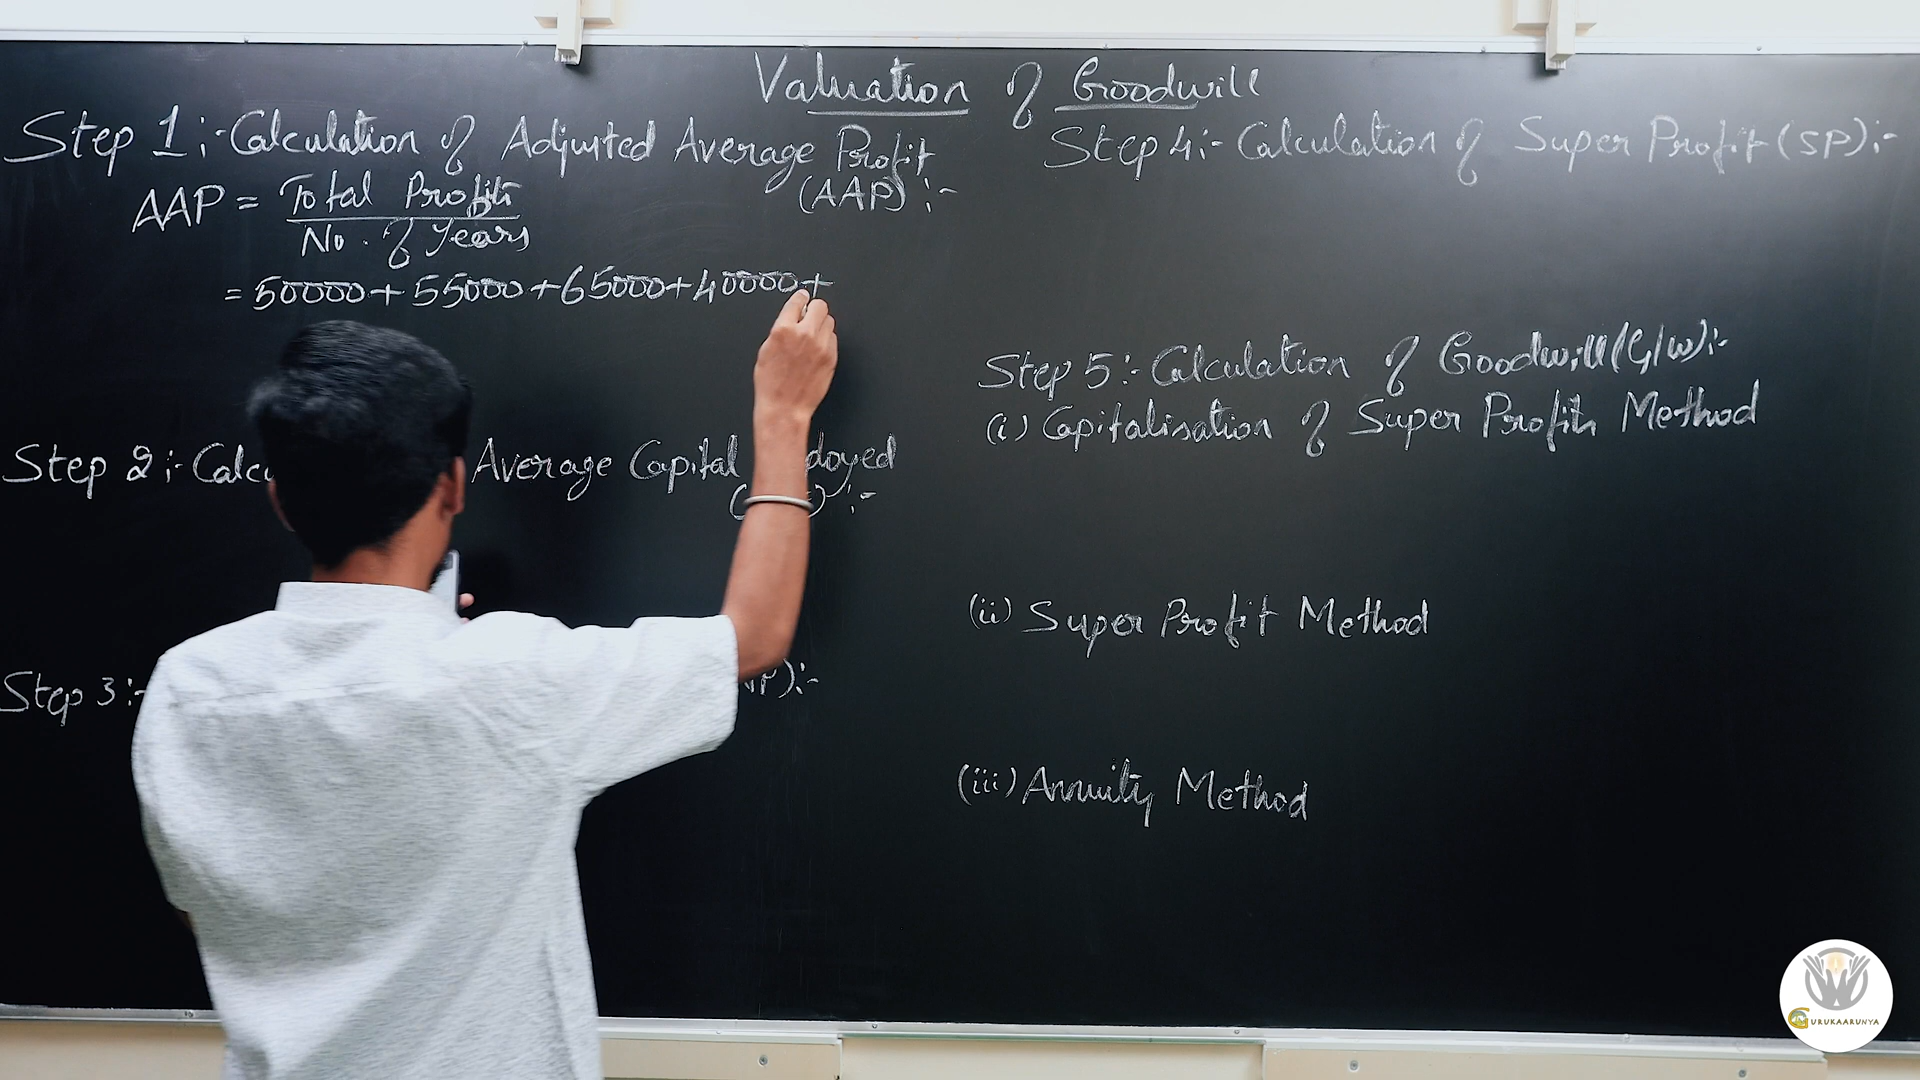 Valuation of Goodwill
Step 1:- Calculation of Adjusted Average Profit
(AAP):-
AAP = Total Profits
No. of Years
= 50000 + 55000 + 65000 + 40000 +
Step 2:- Average Capital
Step 3:-
Step 4:- Calculation of Super Profit (SP):-
Step 5:- Calculation of Goodwill (G/W):-
(i) Capitalisation of Super Profits Method
(ii) Super Profit Method
(iii) Annuity Method
GURUKAARUNYA